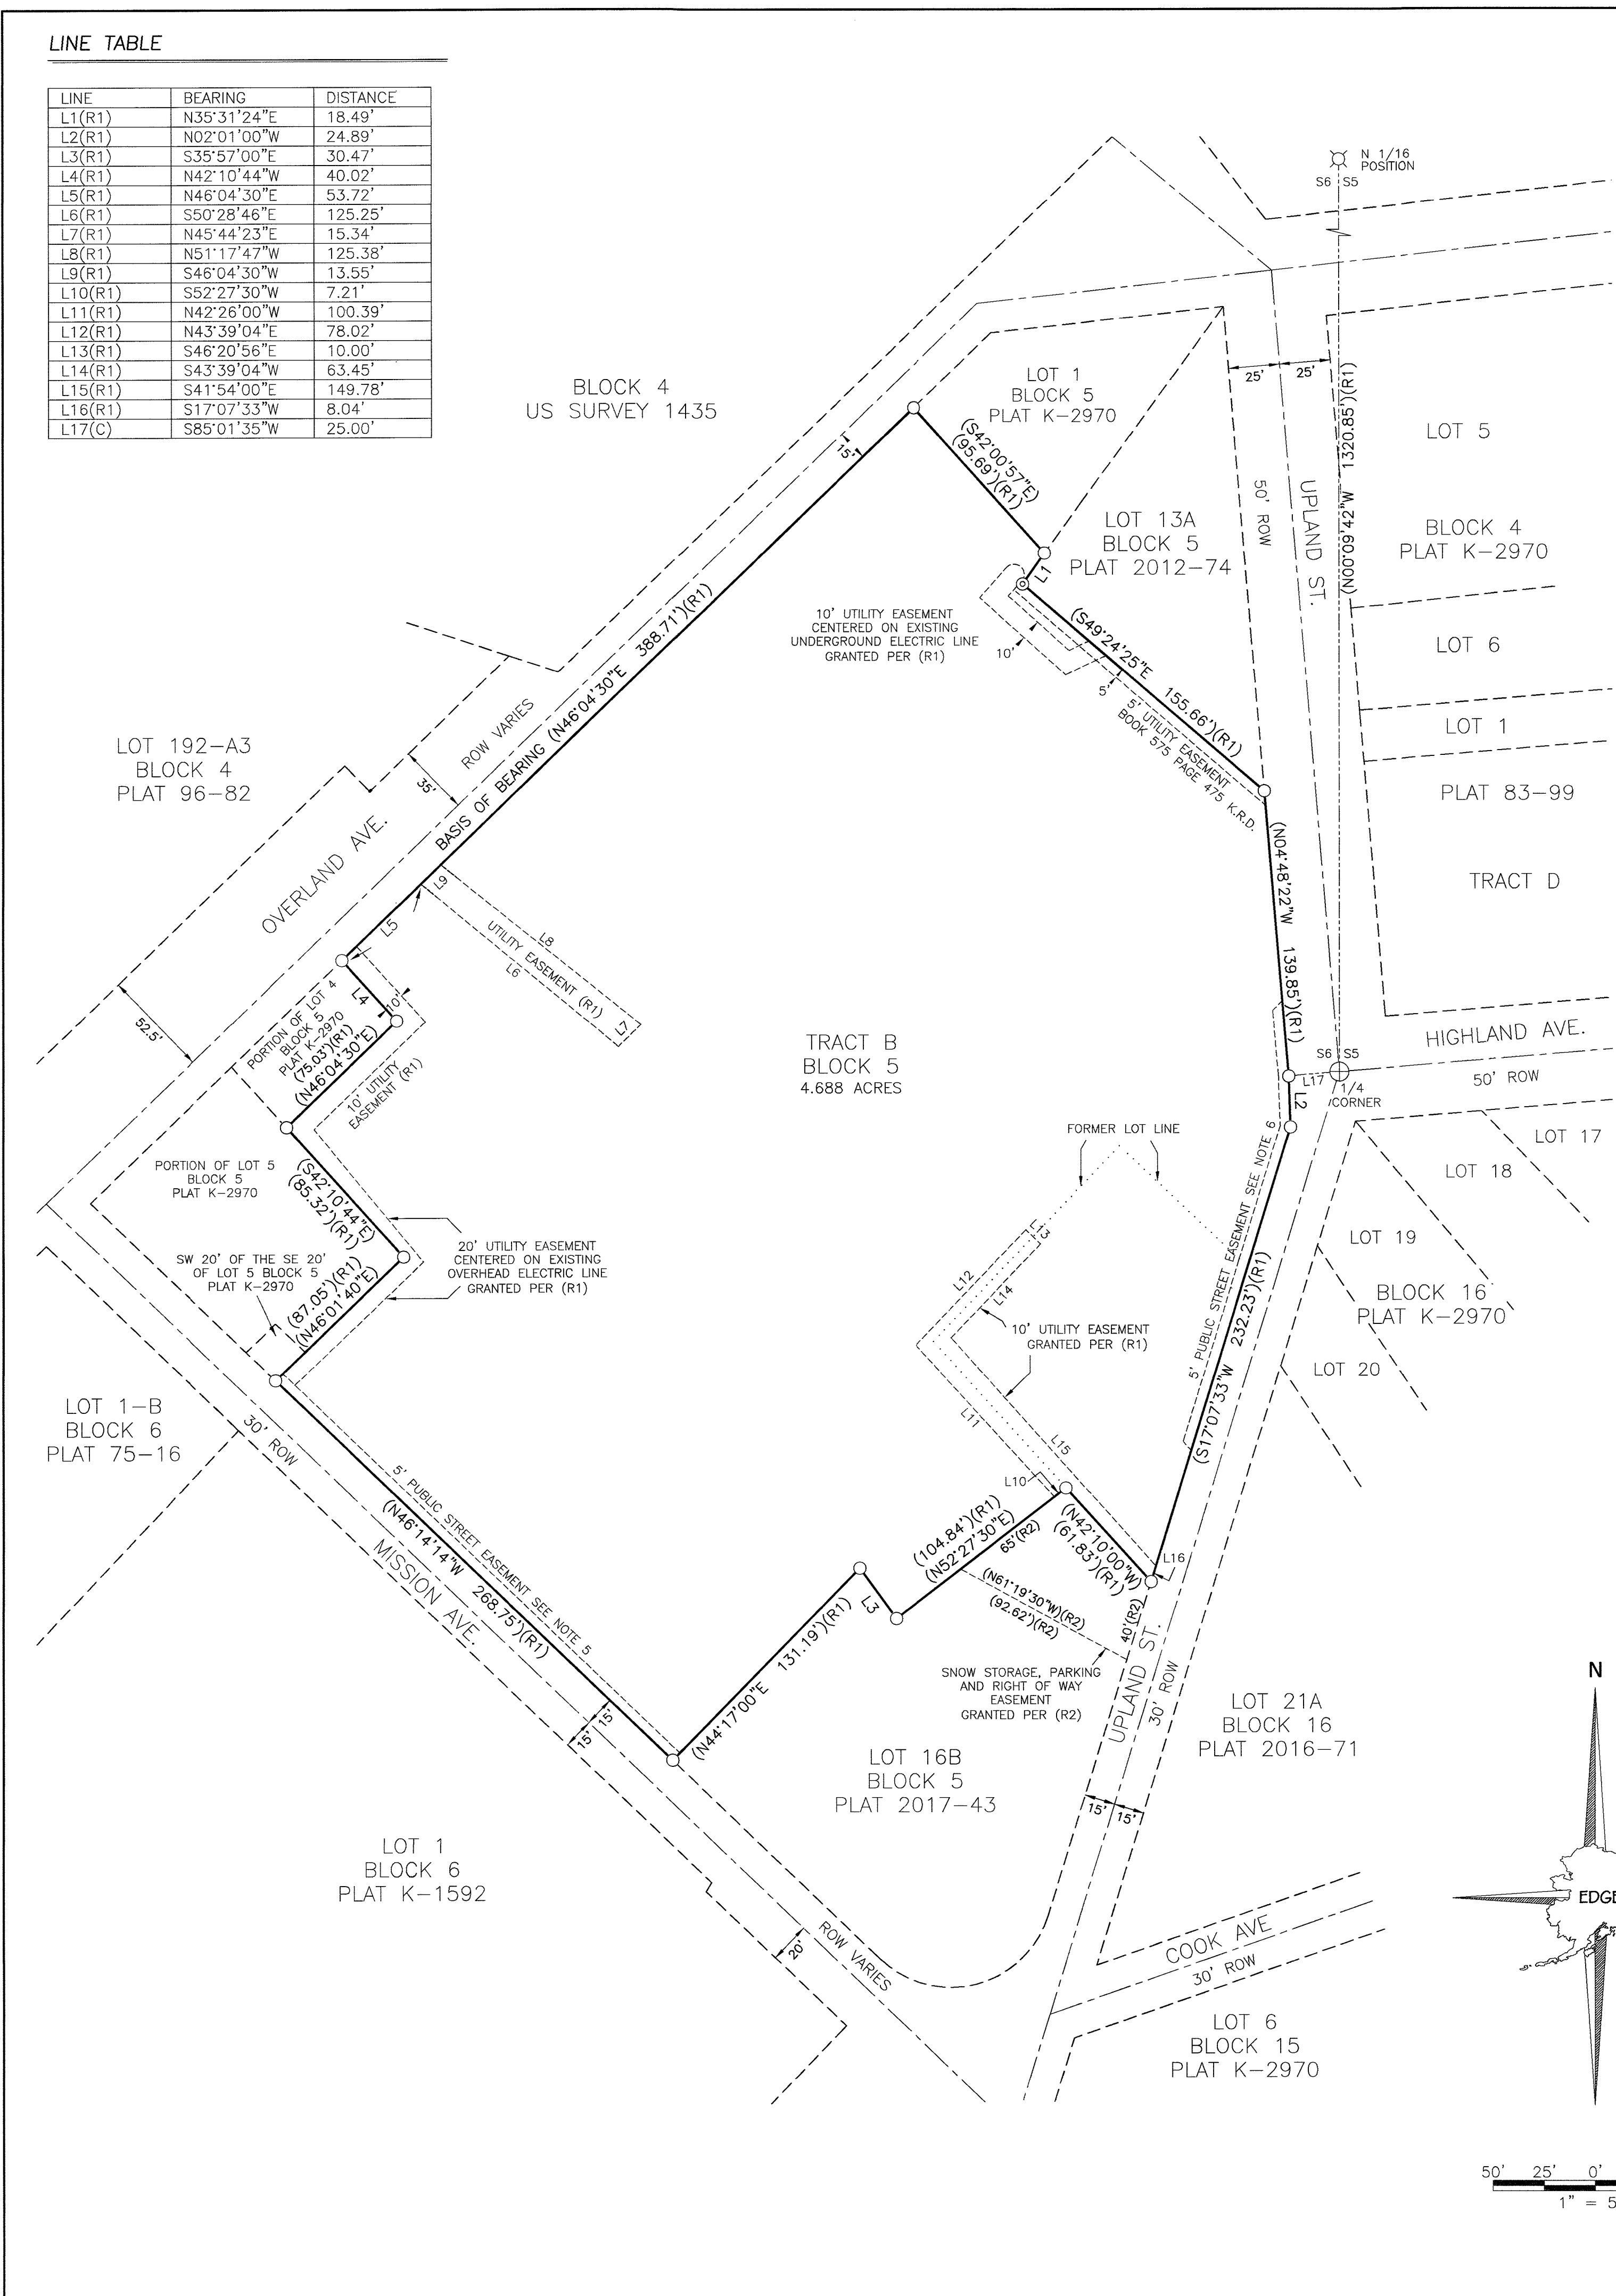 LINE TABLE
LINE BEARING DISTANCE
L1(R1) N35°31'24"E 18.49'
L2(R1) N02°01'00"W 24.89'
L3(R1) S35°57'00"E 30.47'
L4(R1) N42°10'44"W 40.02'
L5(R1) N46°04'30"E 53.72'
L6(R1) S50°28'46"E 125.25'
L7(R1) N45°44'23"E 15.34'
L8(R1) N51°17'47"W 125.38'
L9(R1) S46°04'30"W 13.55'
L10(R1) S52°27'30"W 7.21'
L11(R1) N42°26'00"W 100.39'
L12(R1) N43°39'04"E 78.02'
L13(R1) S46°20'56"E 10.00'
L14(R1) S43°39'04"W 63.45'
L15(R1) S41°54'00"E 149.78'
L16(R1) S17°07'33"W 8.04'
L17(C) S85°01'35"W 25.00'
N 1/16
POSITION
S6 S5
BLOCK 4
US SURVEY 1435
LOT 1
BLOCK 5
PLAT K-2970
25' 25'
(N00°09'42"W 1320.85')(R1)
LOT 5
15'
(S42°00'57"E)
(95.69')(R1)
50' ROW
UPLAND ST.
LOT 13A
BLOCK 5
PLAT 2012-74
BLOCK 4
PLAT K-2970
L1
10' UTILITY EASEMENT
CENTERED ON EXISTING
UNDERGROUND ELECTRIC LINE
GRANTED PER (R1)
10'
(S49°24'25"E 155.66')(R1)
5'
5' UTILITY EASEMENT
BOOK 575 PAGE 475 K.R.D.
LOT 6
LOT 1
PLAT 83-99
TRACT D
LOT 192-A3
BLOCK 4
PLAT 96-82
ROW VARIES
35'
BASIS OF BEARING (N46°04'30"E 388.71')(R1)
OVERLAND AVE.
52.5'
L9
L5
L8
UTILITY EASEMENT (R1)
L6
L7
(N04°48'22"W 139.85')(R1)
L4
10'
PORTION OF LOT 4
BLOCK 5
PLAT K-2970
(75.03')(R1)
(N46°04'30"E)
10' UTILITY
EASEMENT (R1)
TRACT B
BLOCK 5
4.688 ACRES
HIGHLAND AVE.
S6 S5
L17
1/4
CORNER
50' ROW
L2
FORMER LOT LINE
LOT 17
LOT 18
PORTION OF LOT 5
BLOCK 5
PLAT K-2970
(S42°10'44"E)
(85.32')(R1)
5' PUBLIC STREET EASEMENT SEE NOTE 6
(S17°07'33"W 232.23')(R1)
LOT 19
BLOCK 16
PLAT K-2970
LOT 20
20' UTILITY EASEMENT
CENTERED ON EXISTING
OVERHEAD ELECTRIC LINE
GRANTED PER (R1)
SW 20' OF THE SE 20'
OF LOT 5 BLOCK 5
PLAT K-2970
(87.05')(R1)
(N46°01'40"E)
L13
L12
L14
10' UTILITY EASEMENT
GRANTED PER (R1)
L11
L15
L10
LOT 1-B
BLOCK 6
PLAT 75-16
30' ROW
5' PUBLIC STREET EASEMENT SEE NOTE 5
(N46°14'14"W 268.75')(R1)
MISSION AVE.
(104.84')(R1)
(N52°27'30"E)
65'(R2)
(N42°10'00"W)
(61.83')(R1)
L16
L3
(N61°19'30"W)(R2)
(92.62')(R2)
40'(R2)
(N44°17'00"E 131.19')(R1)
15' 15'
SNOW STORAGE, PARKING
AND RIGHT OF WAY
EASEMENT
GRANTED PER (R2)
UPLAND ST.
30' ROW
LOT 21A
BLOCK 16
PLAT 2016-71
LOT 16B
BLOCK 5
PLAT 2017-43
15' 15'
N
LOT 1
BLOCK 6
PLAT K-1592
20'
ROW VARIES
COOK AVE
30' ROW
LOT 6
BLOCK 15
PLAT K-2970
EDGE
50' 25' 0'
1" = 5